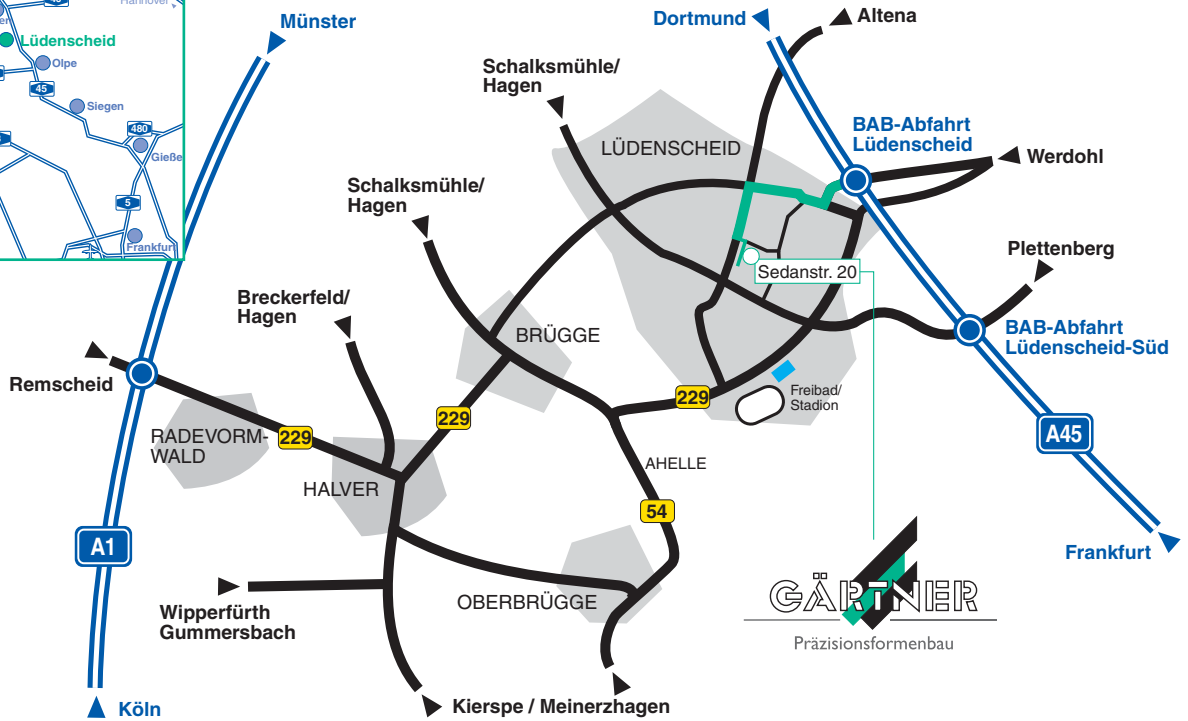 Hannover
Lüdenscheid
Olpe
45
Siegen
480
Gieße
5
Frankfurt
Münster
Dortmund
Altena
Schalksmühle/
Hagen
BAB-Abfahrt
Lüdenscheid
LÜDENSCHEID
Werdohl
Schalksmühle/
Hagen
Plettenberg
Sedanstr. 20
Breckerfeld/
Hagen
BRÜGGE
BAB-Abfahrt
Lüdenscheid-Süd
Remscheid
229
Freibad/
Stadion
229
RADEVORM-
WALD
229
A45
AHELLE
HALVER
54
A1
Frankfurt
OBERBRÜGGE
GÄRTNER
Präzisionsformenbau
Wipperfürth
Gummersbach
Kierspe / Meinerzhagen
Köln